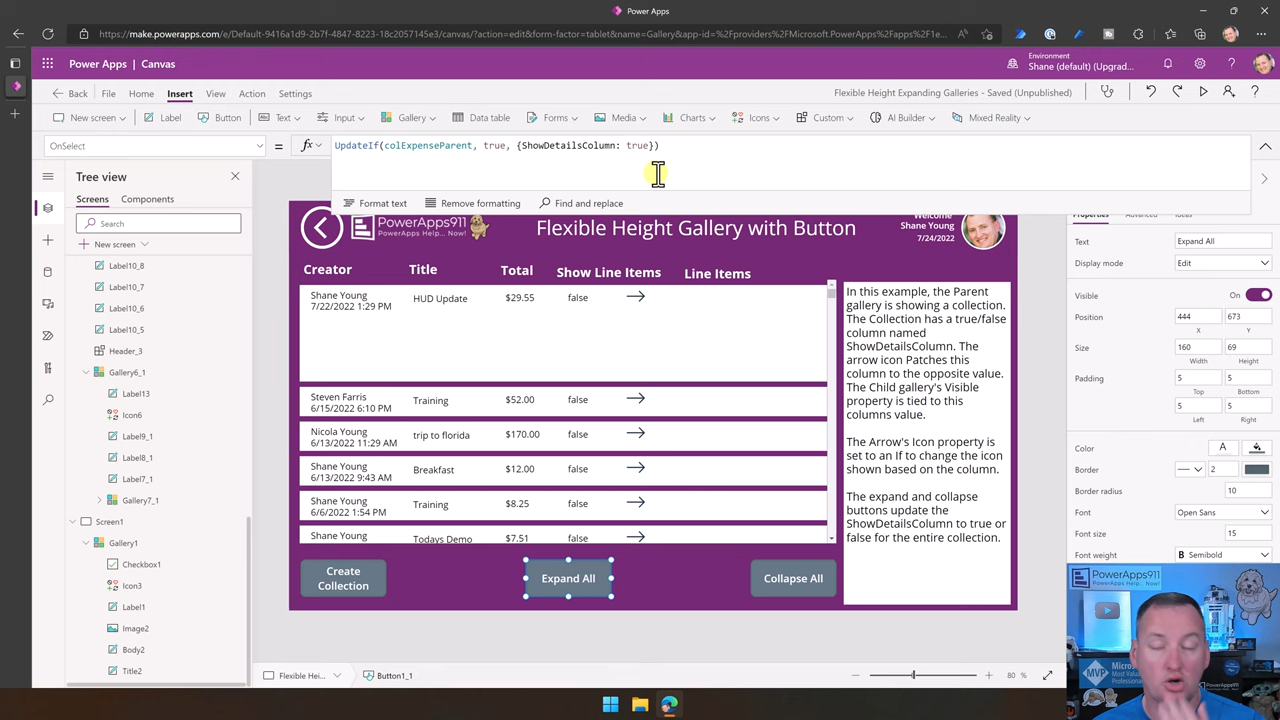 Power Apps
https://make.powerapps.com/e/Default-9416a1d9-2b7f-4847-8223-18c2057145e3/canvas/?action=edit&form-factor=tablet&name=Gallery&app-id=%2Fproviders%2FMicrosoft.PowerApps%2Fapps%2F1e...
Power Apps | Canvas
Environment
Shane (default) (Upgrad...
Back File Home Insert View Action Settings
Flexible Height Expanding Galleries - Saved (Unpublished)
New screen Label Button Text Input Gallery Data table Forms Media Charts Icons Custom AI Builder Mixed Reality
OnSelect = fx UpdateIf(colExpenseParent, true, {ShowDetailsColumn: true})
Format text Remove formatting Find and replace
Tree view
Screens Components
Search
New screen
Label10_8
Label10_7
Label10_6
Label10_5
Header_3
Gallery6_1
Label13
Icon6
Label9_1
Label8_1
Label7_1
Gallery7_1
Screen1
Gallery1
Checkbox1
Icon3
Label1
Image2
Body2
Title2
PowerApps911
PowerApps Help... Now!
Flexible Height Gallery with Button
Welcome
Shane Young
7/24/2022
Creator Title Total Show Line Items Line Items
Shane Young
7/22/2022 1:29 PM
HUD Update $29.55 false
Steven Farris
6/15/2022 6:10 PM
Training $52.00 false
Nicola Young
6/13/2022 11:29 AM
trip to florida $170.00 false
Shane Young
6/13/2022 9:43 AM
Breakfast $12.00 false
Shane Young
6/6/2022 1:54 PM
Training $8.25 false
Shane Young
Todays Demo $7.51 false
In this example, the Parent
gallery is showing a collection.
The Collection has a true/false
column named
ShowDetailsColumn. The
arrow icon Patches this
column to the opposite value.
The Child gallery's Visible
property is tied to this
columns value.
The Arrow's Icon property is
set to an If to change the icon
shown based on the column.
The expand and collapse
buttons update the
ShowDetailsColumn to true or
false for the entire collection.
Create
Collection
Expand All
Collapse All
Flexible Hei...
Button1_1
80 %
Properties Advanced Ideas
Text Expand All
Display mode Edit
Visible On
Position 444 673
X Y
Size 160 69
Width Height
Padding 5 5
Top Bottom
5 5
Left Right
Color A
Border 2
Border radius 10
Font Open Sans
Font size 15
Font weight B Semibold
PowerApps911
MVP
Microsoft
Most Valuable
Professional